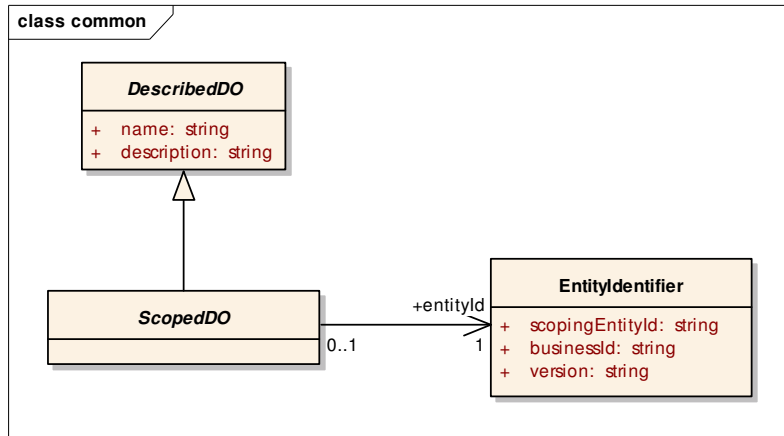 class common
DescribedDO
+ name: string
+ description: string
ScopedDO
+entityId
0..1
1
EntityIdentifier
+ scopingEntityId: string
+ businessId: string
+ version: string